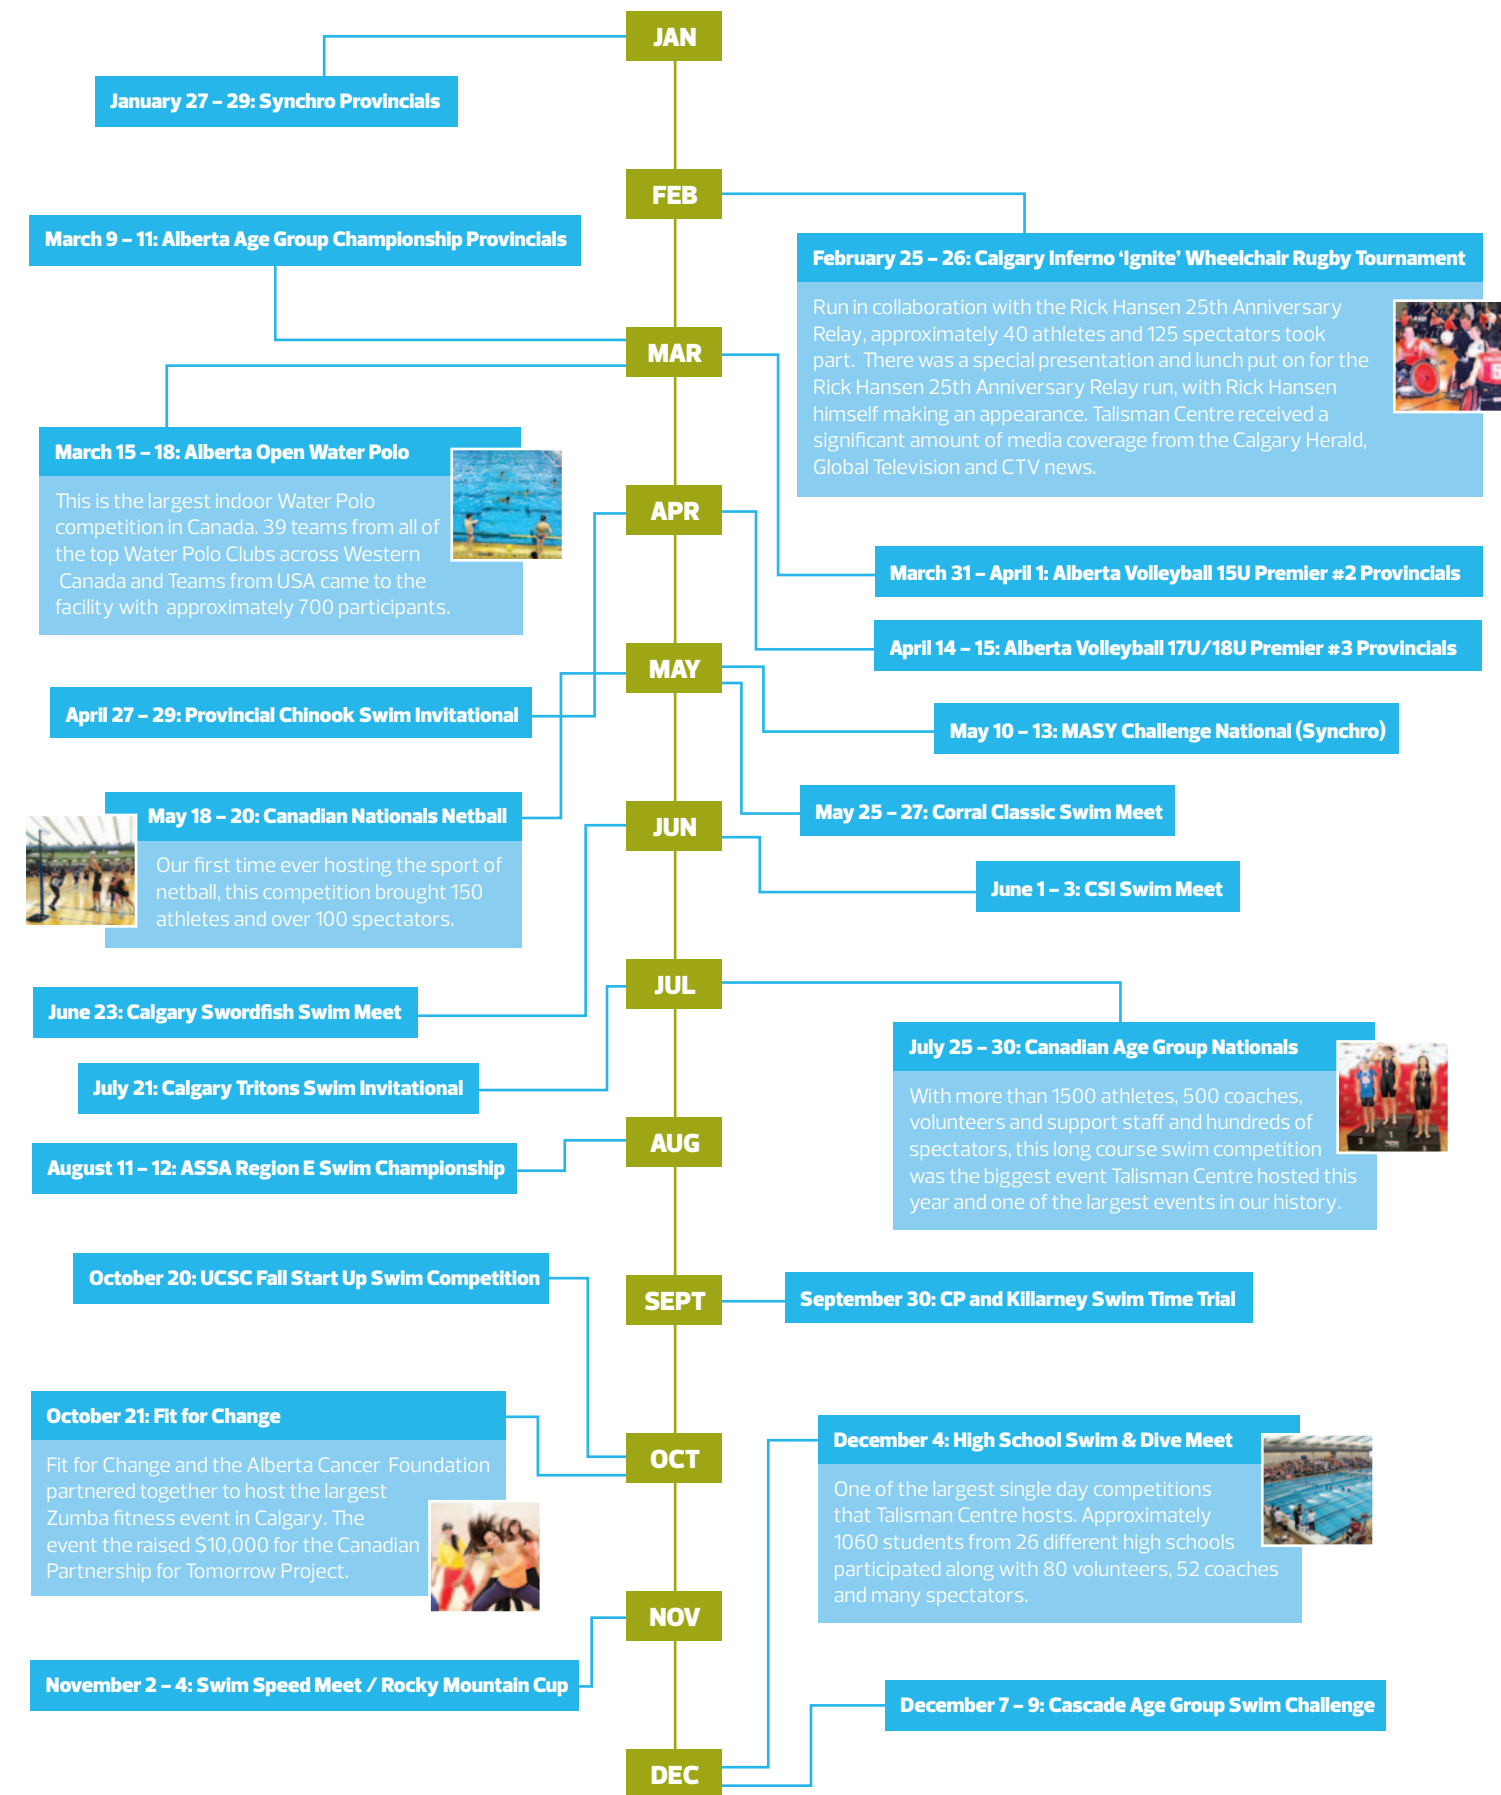 JAN
January 27 – 29: Synchro Provincials
FEB
March 9 – 11: Alberta Age Group Championship Provincials
February 25 – 26: Calgary Inferno ‘Ignite’ Wheelchair Rugby Tournament
Run in collaboration with the Rick Hansen 25th Anniversary
Relay, approximately 40 athletes and 125 spectators took
part. There was a special presentation and lunch put on for the
Rick Hansen 25th Anniversary Relay run, with Rick Hansen
himself making an appearance. Talisman Centre received a
significant amount of media coverage from the Calgary Herald,
Global Television and CTV news.
MAR
March 15 – 18: Alberta Open Water Polo
This is the largest indoor Water Polo
competition in Canada. 39 teams from all of
the top Water Polo Clubs across Western
Canada and Teams from USA came to the
facility with approximately 700 participants.
APR
March 31 – April 1: Alberta Volleyball 15U Premier #2 Provincials
April 14 – 15: Alberta Volleyball 17U/18U Premier #3 Provincials
MAY
April 27 – 29: Provincial Chinook Swim Invitational
May 10 – 13: MASY Challenge National (Synchro)
May 18 – 20: Canadian Nationals Netball
Our first time ever hosting the sport of
netball, this competition brought 150
athletes and over 100 spectators.
May 25 – 27: Corral Classic Swim Meet
JUN
June 1 – 3: CSI Swim Meet
JUL
June 23: Calgary Swordfish Swim Meet
July 21: Calgary Tritons Swim Invitational
July 25 – 30: Canadian Age Group Nationals
With more than 1500 athletes, 500 coaches,
volunteers and support staff and hundreds of
spectators, this long course swim competition
was the biggest event Talisman Centre hosted this
year and one of the largest events in our history.
AUG
August 11 – 12: ASSA Region E Swim Championship
October 20: UCSC Fall Start Up Swim Competition
SEPT
September 30: CP and Killarney Swim Time Trial
October 21: Fit for Change
Fit for Change and the Alberta Cancer Foundation
partnered together to host the largest
Zumba fitness event in Calgary. The
event the raised $10,000 for the Canadian
Partnership for Tomorrow Project.
OCT
December 4: High School Swim & Dive Meet
One of the largest single day competitions
that Talisman Centre hosts. Approximately
1060 students from 26 different high schools
participated along with 80 volunteers, 52 coaches
and many spectators.
NOV
November 2 – 4: Swim Speed Meet / Rocky Mountain Cup
December 7 – 9: Cascade Age Group Swim Challenge
DEC